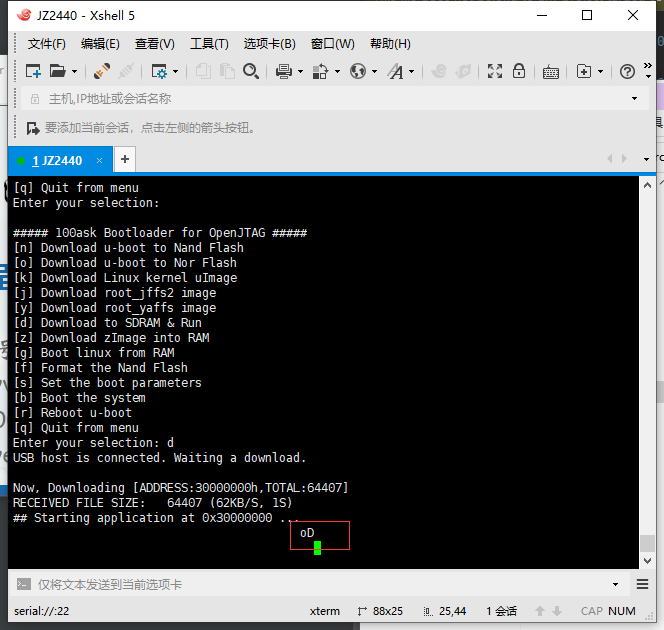 JZ2440 - Xshell 5
文件(F) 编辑(E) 查看(V) 工具(T) 选项卡(B) 窗口(W) 帮助(H)
主机,IP地址或会话名称
要添加当前会话，点击左侧的箭头按钮。
1 JZ2440 × +
[q] Quit from menu
Enter your selection:
##### 100ask Bootloader for OpenJTAG #####
[n] Download u-boot to Nand Flash
[o] Download u-boot to Nor Flash
[k] Download Linux kernel uImage
[j] Download root_jffs2 image
[y] Download root_yaffs image
[d] Download to SDRAM & Run
[z] Download zImage into RAM
[g] Boot linux from RAM
[f] Format the Nand Flash
[s] Set the boot parameters
[b] Boot the system
[r] Reboot u-boot
[q] Quit from menu
Enter your selection: d
USB host is connected. Waiting a download.
Now, Downloading [ADDRESS:30000000h,TOTAL:64407]
RECEIVED FILE SIZE:   64407 (62KB/S, 1S)
## Starting application at 0x30000000 ...
oD
仅将文本发送到当前选项卡
serial://:22 xterm 88x25 25,44 1 会话 CAP NUM